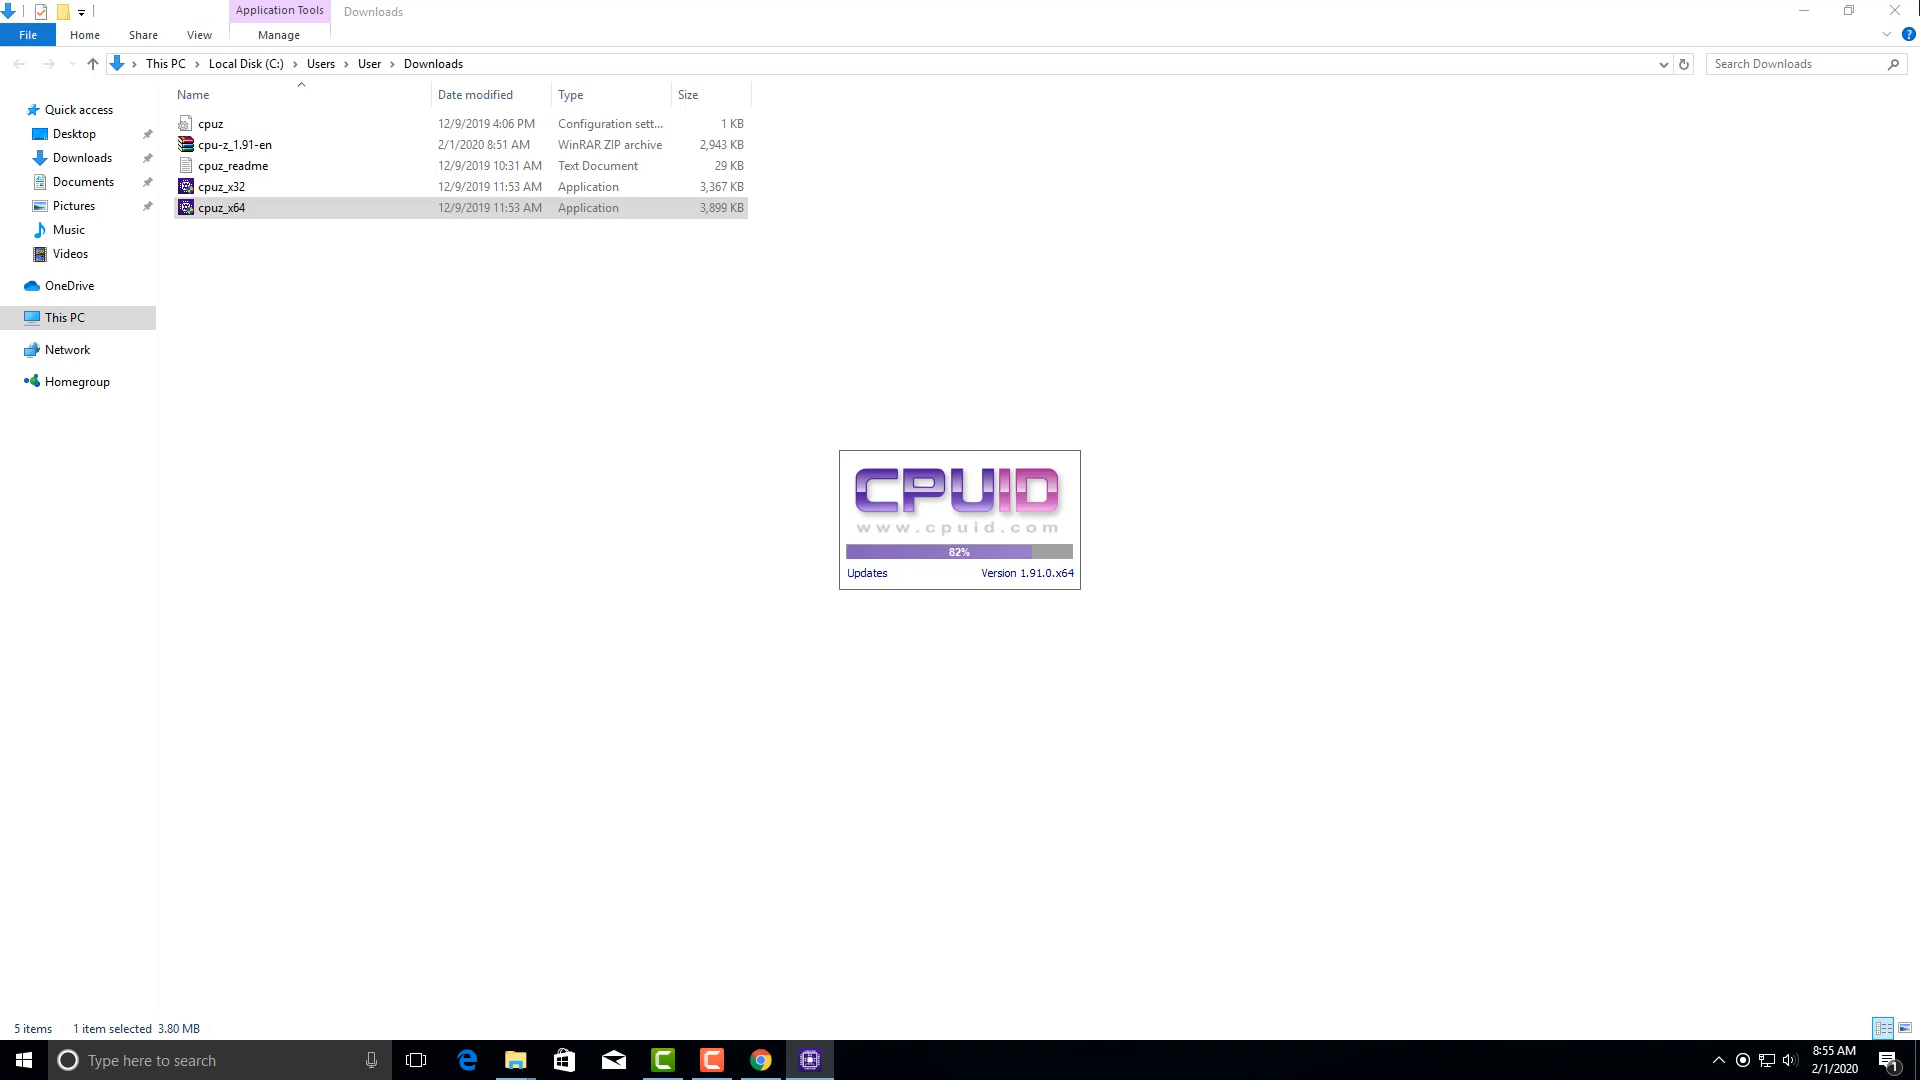 Application Tools Downloads
File Home Share View Manage
This PC Local Disk (C:) Users User Downloads Search Downloads
Name Date modified Type Size
cpuz 12/9/2019 4:06 PM Configuration sett... 1 KB
cpu-z_1.91-en 2/1/2020 8:51 AM WinRAR ZIP archive 2,943 KB
cpuz_readme 12/9/2019 10:31 AM Text Document 29 KB
cpuz_x32 12/9/2019 11:53 AM Application 3,367 KB
cpuz_x64 12/9/2019 11:53 AM Application 3,899 KB
Quick access
Desktop
Downloads
Documents
Pictures
Music
Videos
OneDrive
This PC
Network
Homegroup
CPUID
www.cpuid.com
82%
Updates Version 1.91.0.x64
5 items 1 item selected 3.80 MB
Type here to search
8:55 AM
2/1/2020
1